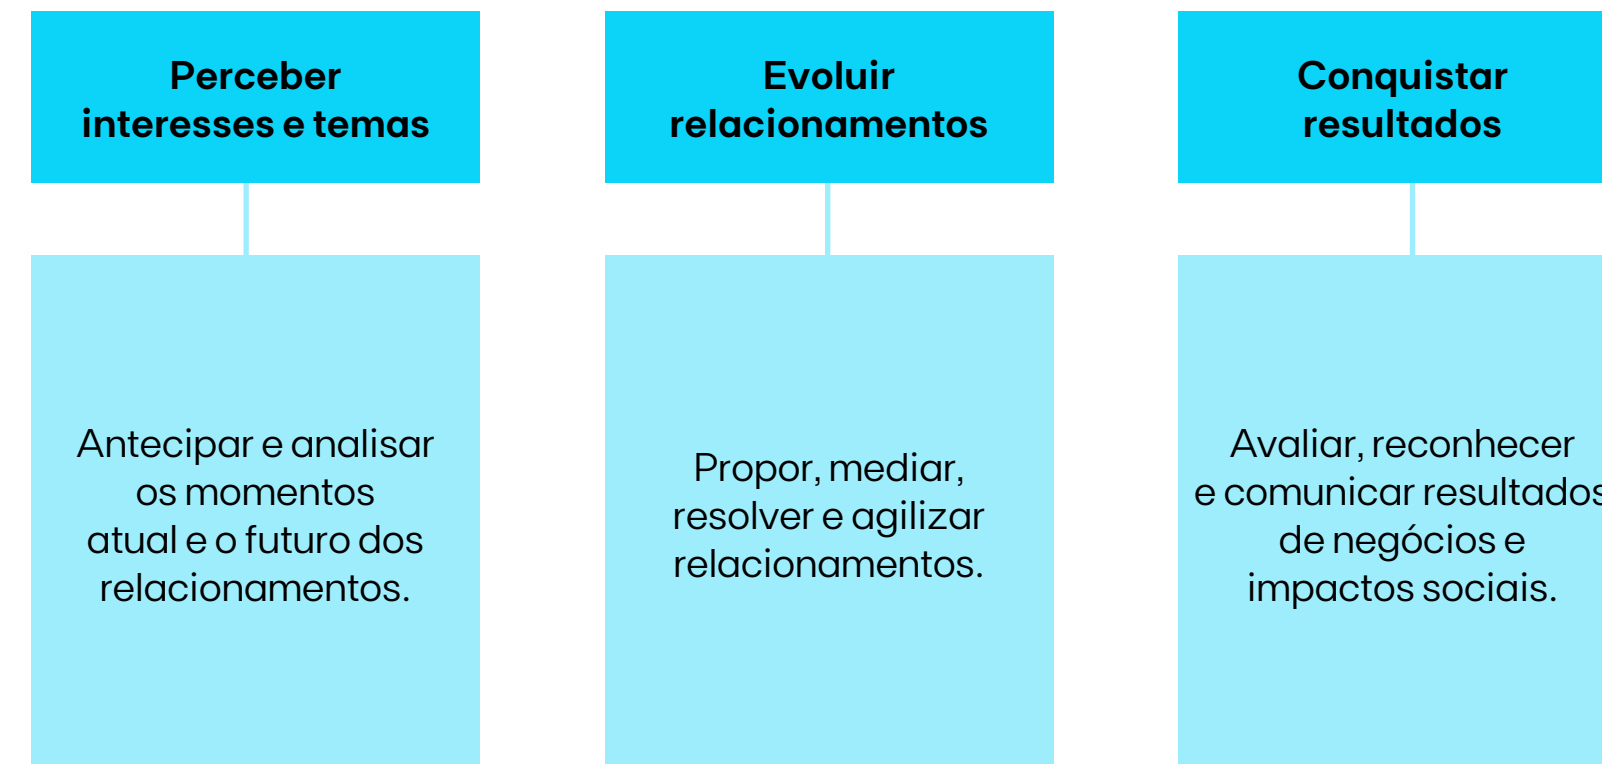 Perceber
interesses e temas
Antecipar e analisar
os momentos
atual e o futuro dos
relacionamentos.
Evoluir
relacionamentos
Propor, mediar,
resolver e agilizar
relacionamentos.
Conquistar
resultados
Avaliar, reconhecer
e comunicar resultados
de negócios e
impactos sociais.